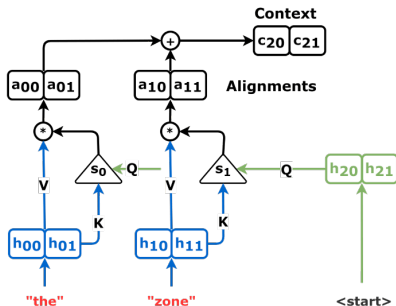 Context
+ c20 c21
a00 a01 a10 a11 Alignments
* *
s0 Q s1 Q h20 h21
V K V K
h00 h01 h10 h11
"the" "zone" <start>